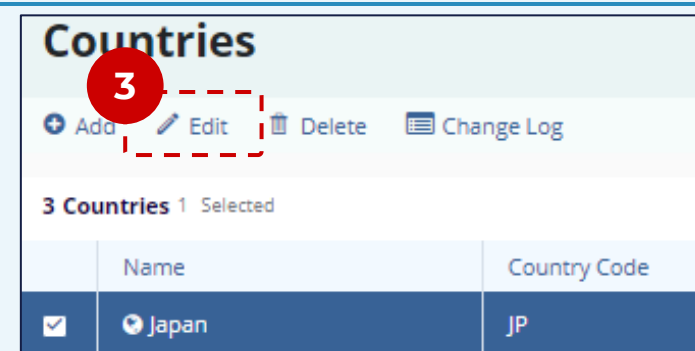 Countries
3
Add Edit Delete Change Log
3 Countries 1 Selected
Name Country Code
Japan JP